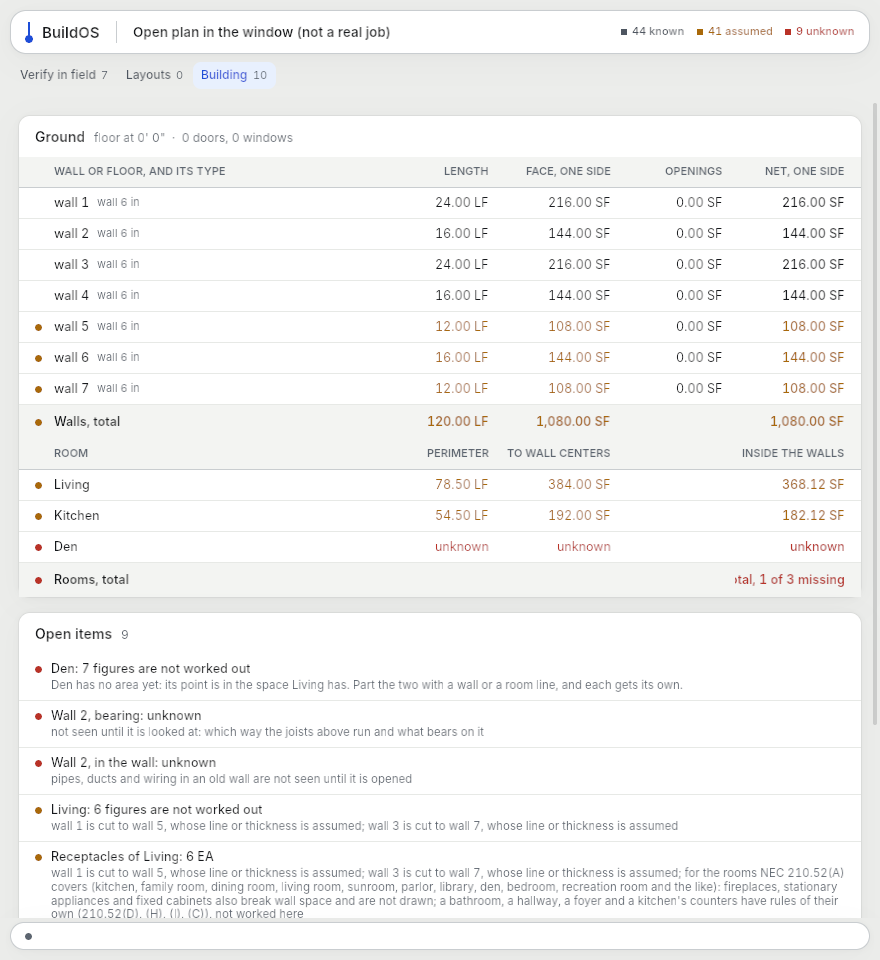 BuildOS
Open plan in the window (not a real job)
44 known 41 assumed 9 unknown
Verify in field 7 Layouts 0 Building 10
Ground floor at 0' 0" · 0 doors, 0 windows
WALL OR FLOOR, AND ITS TYPE LENGTH FACE, ONE SIDE OPENINGS NET, ONE SIDE
wall 1 wall 6 in 24.00 LF 216.00 SF 0.00 SF 216.00 SF
wall 2 wall 6 in 16.00 LF 144.00 SF 0.00 SF 144.00 SF
wall 3 wall 6 in 24.00 LF 216.00 SF 0.00 SF 216.00 SF
wall 4 wall 6 in 16.00 LF 144.00 SF 0.00 SF 144.00 SF
wall 5 wall 6 in 12.00 LF 108.00 SF 0.00 SF 108.00 SF
wall 6 wall 6 in 16.00 LF 144.00 SF 0.00 SF 144.00 SF
wall 7 wall 6 in 12.00 LF 108.00 SF 0.00 SF 108.00 SF
Walls, total 120.00 LF 1,080.00 SF 1,080.00 SF
ROOM PERIMETER TO WALL CENTERS INSIDE THE WALLS
Living 78.50 LF 384.00 SF 368.12 SF
Kitchen 54.50 LF 192.00 SF 182.12 SF
Den unknown unknown unknown
Rooms, total otal, 1 of 3 missing
Open items 9
Den: 7 figures are not worked out
Den has no area yet: its point is in the space Living has. Part the two with a wall or a room line, and each gets its own.
Wall 2, bearing: unknown
not seen until it is looked at: which way the joists above run and what bears on it
Wall 2, in the wall: unknown
pipes, ducts and wiring in an old wall are not seen until it is opened
Living: 6 figures are not worked out
wall 1 is cut to wall 5, whose line or thickness is assumed; wall 3 is cut to wall 7, whose line or thickness is assumed
Receptacles of Living: 6 EA
wall 1 is cut to wall 5, whose line or thickness is assumed; wall 3 is cut to wall 7, whose line or thickness is assumed; for the rooms NEC 210.52(A)
covers (kitchen, family room, dining room, living room, sunroom, parlor, library, den, bedroom, recreation room and the like): fireplaces, stationary
appliances and fixed cabinets also break wall space and are not drawn; a bathroom, a hallway, a foyer and a kitchen's counters have rules of their
own (210.52(D), (H), (I), (C)), not worked here